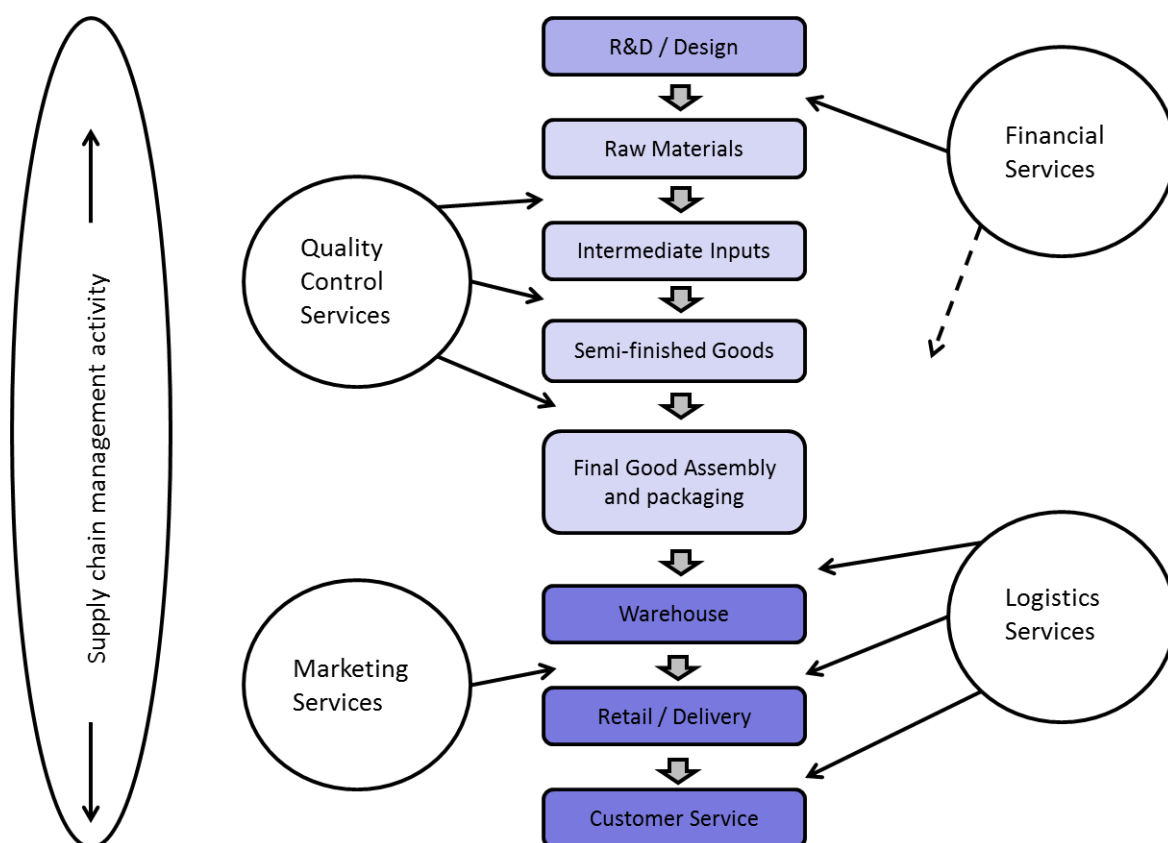 R&D / Design
Raw Materials
Financial
Services
Quality
Control
Services
Intermediate Inputs
Semi-finished Goods
Supply chain management activity
Final Good Assembly
and packaging
Warehouse
Logistics
Services
Marketing
Services
Retail / Delivery
Customer Service